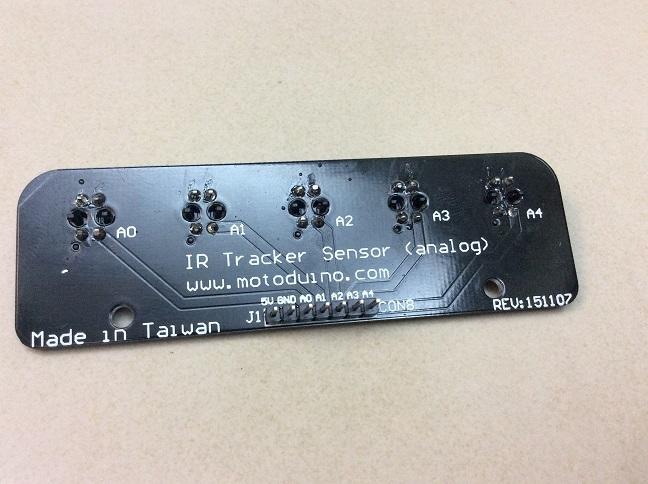 A0 A1 A2 A3 A4
IR Tracker Sensor (analog)
www.motoduino.com
5V GND A0 A1 A2 A3 A4
J1 CON8 REV:151107
Made in Taiwan